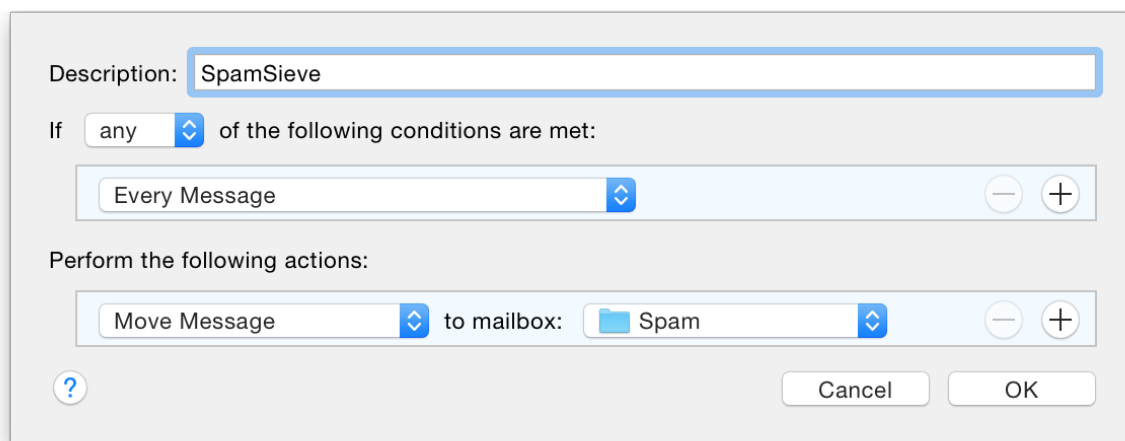 Description: SpamSieve
If any of the following conditions are met:
Every Message
Perform the following actions:
Move Message to mailbox: Spam
? Cancel OK